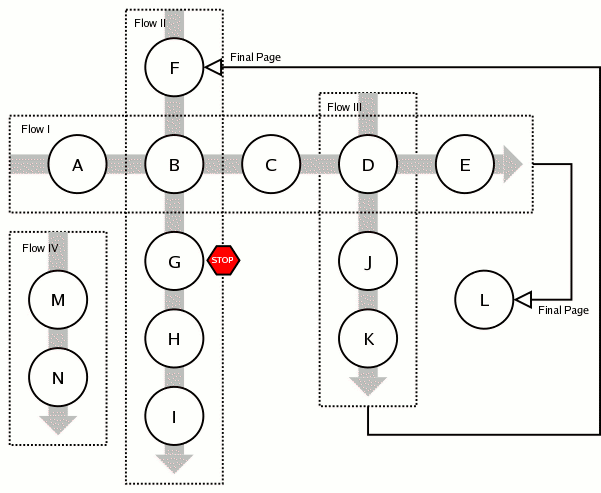 Flow II
F
Final Page
Flow III
Flow I
A
B
C
D
E
Flow IV
G
STOP
J
M
L
Final Page
H
K
N
I